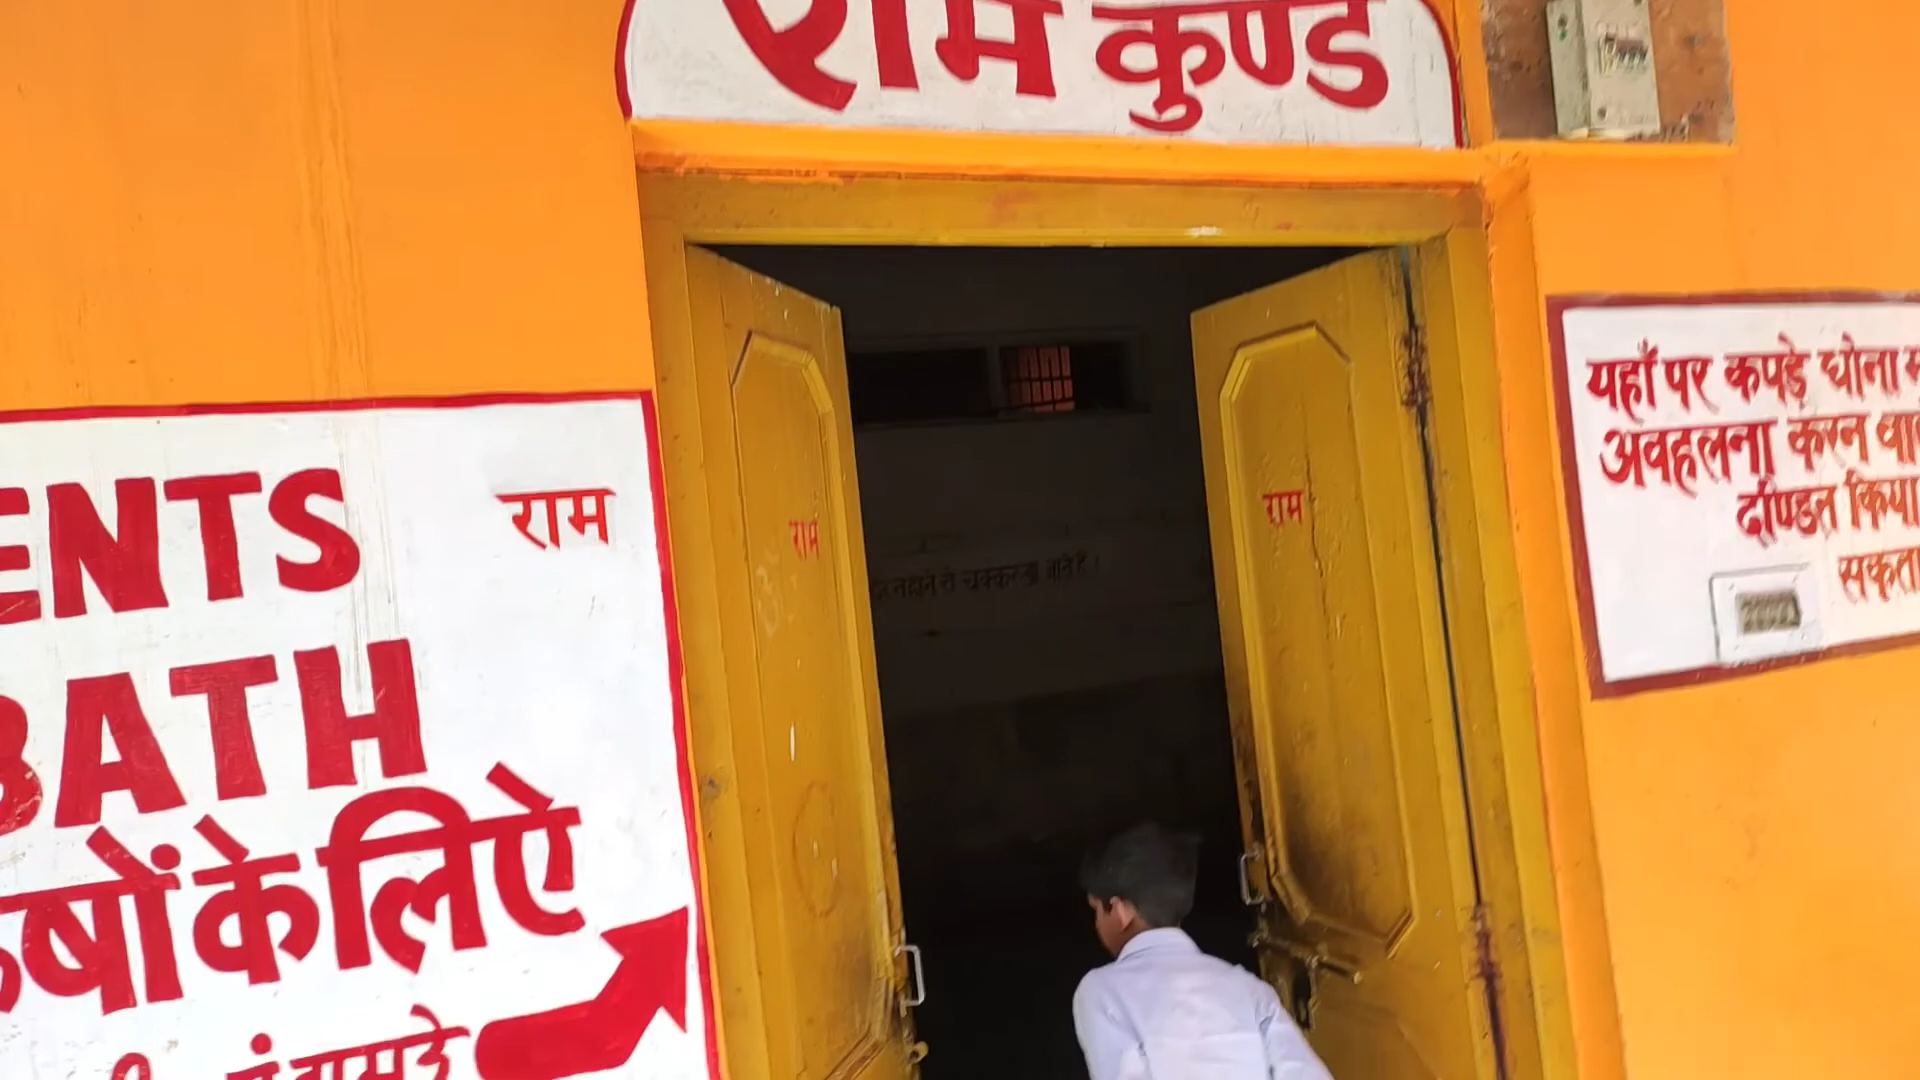 राम कुण्ड
ENTS
राम
BATH
षों के लिऐ
राम
राम
यहाँ पर कपड़े धोना
अवहलना करन
दण्डित किया
सकता